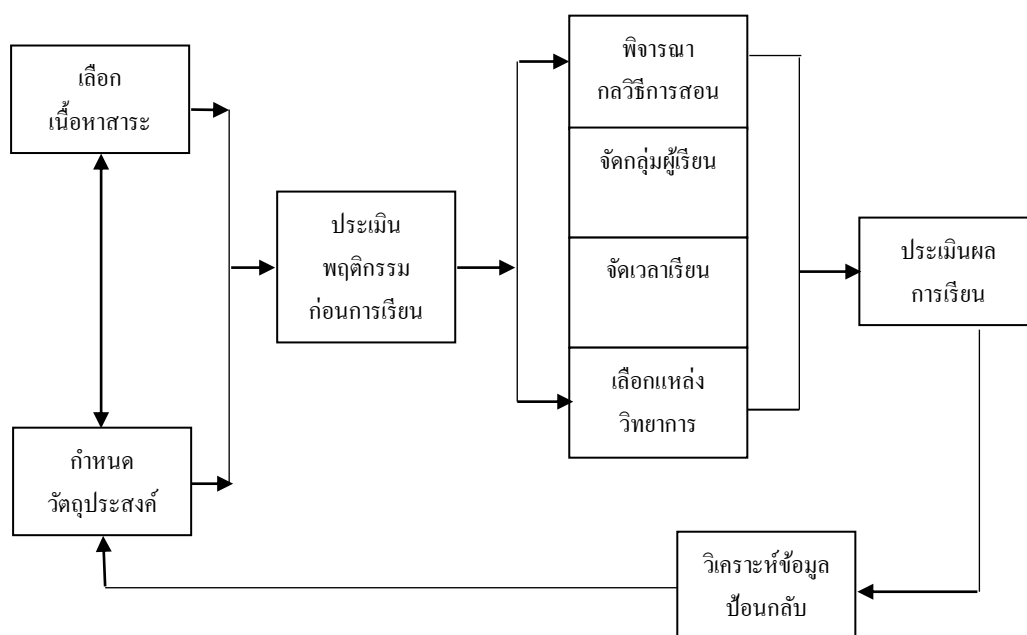 เลือก
เนื้อหาสาระ
กำหนด
วัตถุประสงค์
ประเมิน
พฤติกรรม
ก่อนการเรียน
พิจารณา
กลวิธีการสอน
จัดกลุ่มผู้เรียน
จัดเวลาเรียน
เลือกแหล่ง
วิทยาการ
ประเมินผล
การเรียน
วิเคราะห์ข้อมูล
ป้อนกลับ